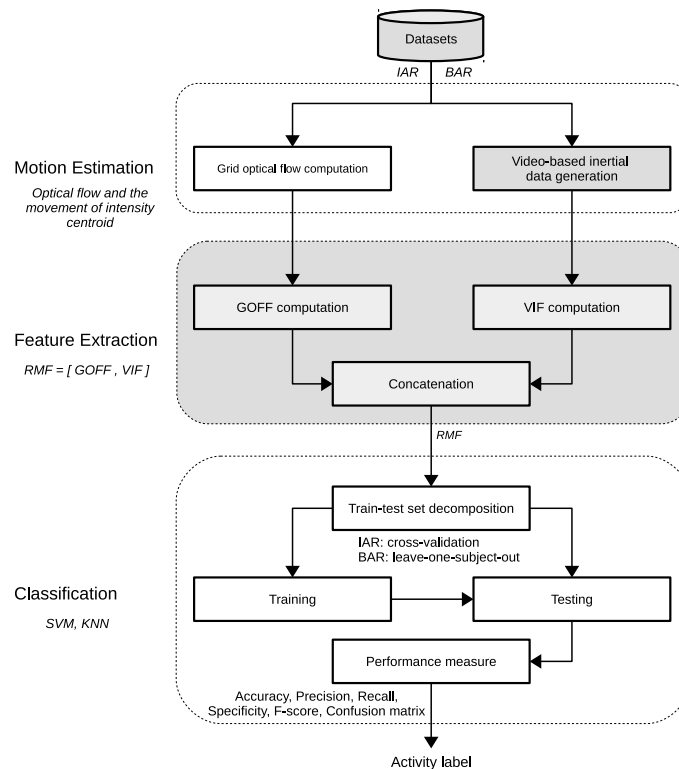 Datasets
IAR BAR
Motion Estimation
Optical flow and the
movement of intensity
centroid
Grid optical flow computation
Video-based inertial
data generation
Feature Extraction
RMF = [ GOFF , VIF ]
GOFF computation
VIF computation
Concatenation
RMF
Classification
SVM, KNN
Train-test set decomposition
IAR: cross-validation
BAR: leave-one-subject-out
Training
Testing
Performance measure
Accuracy, Precision, Recall,
Specificity, F-score, Confusion matrix
Activity label